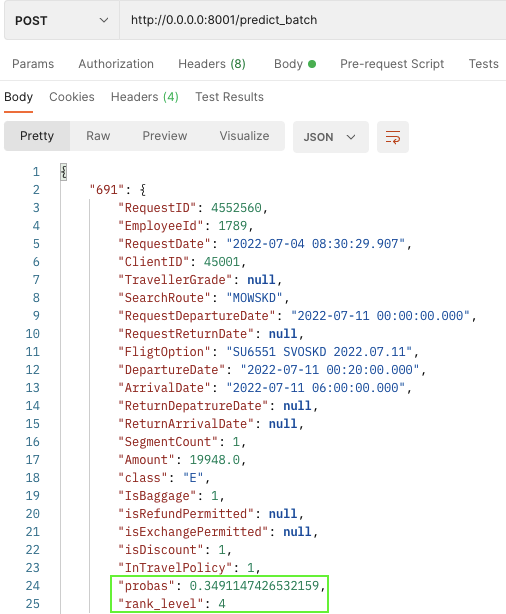 POST http://0.0.0.0:8001/predict_batch
Params Authorization Headers (8) Body Pre-request Script Tests
Body Cookies Headers (4) Test Results
Pretty Raw Preview Visualize JSON
1 {
2 "691": {
3 "RequestID": 4552560,
4 "EmployeeId": 1789,
5 "RequestDate": "2022-07-04 08:30:29.907",
6 "ClientID": 45001,
7 "TravellerGrade": null,
8 "SearchRoute": "MOWSKD",
9 "RequestDepartureDate": "2022-07-11 00:00:00.000",
10 "RequestReturnDate": null,
11 "FligtOption": "SU6551 SVOSKD 2022.07.11",
12 "DepartureDate": "2022-07-11 00:20:00.000",
13 "ArrivalDate": "2022-07-11 06:00:00.000",
14 "ReturnDepatrureDate": null,
15 "ReturnArrivalDate": null,
16 "SegmentCount": 1,
17 "Amount": 19948.0,
18 "class": "E",
19 "IsBaggage": 1,
20 "isRefundPermitted": null,
21 "isExchangePermitted": null,
22 "isDiscount": 1,
23 "InTravelPolicy": 1,
24 "probas": 0.3491147426532159,
25 "rank_level": 4